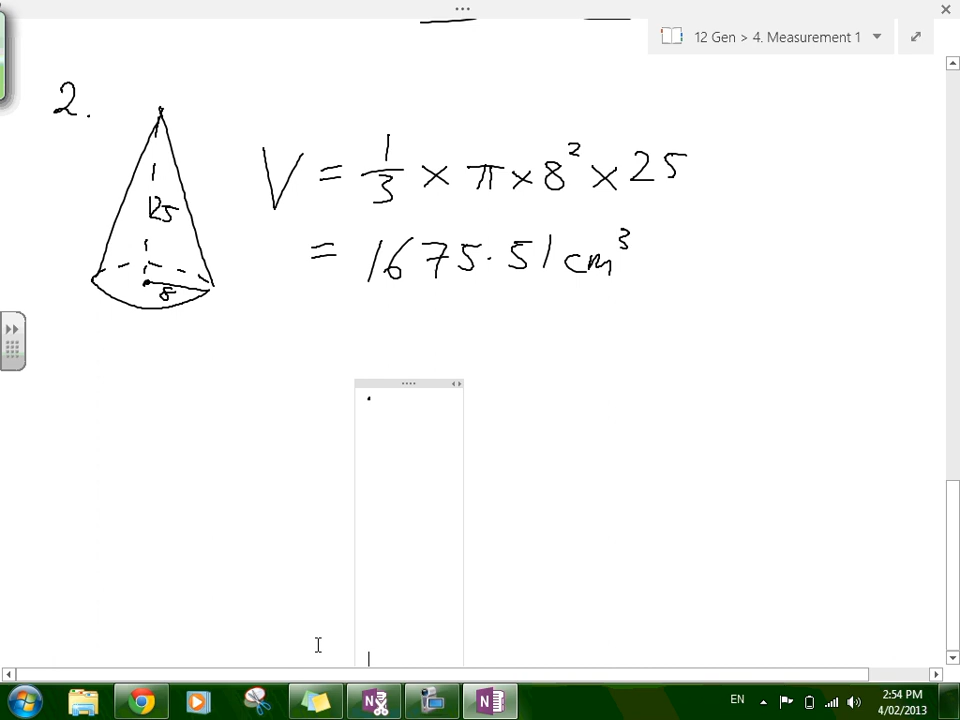 12 Gen > 4. Measurement 1
2.
V = 1/3 × π × 8² × 25
25
8
= 1675.51 cm³
EN
2:54 PM
4/02/2013